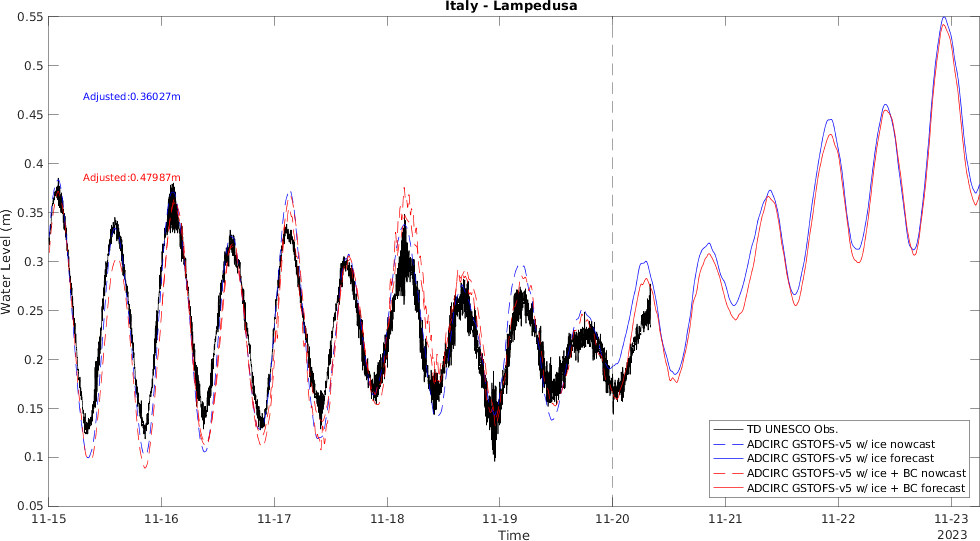 Italy - Lampedusa
0.55
0.5
0.45
0.4
0.35
0.3
0.25
0.2
0.15
0.1
0.05
Water Level (m)
Adjusted:0.36027m
Adjusted:0.47987m
TD UNESCO Obs.
ADCIRC GSTOFS-v5 w/ ice nowcast
ADCIRC GSTOFS-v5 w/ ice forecast
ADCIRC GSTOFS-v5 w/ ice + BC nowcast
ADCIRC GSTOFS-v5 w/ ice + BC forecast
11-15 11-16 11-17 11-18 11-19 11-20 11-21 11-22 11-23
Time 2023